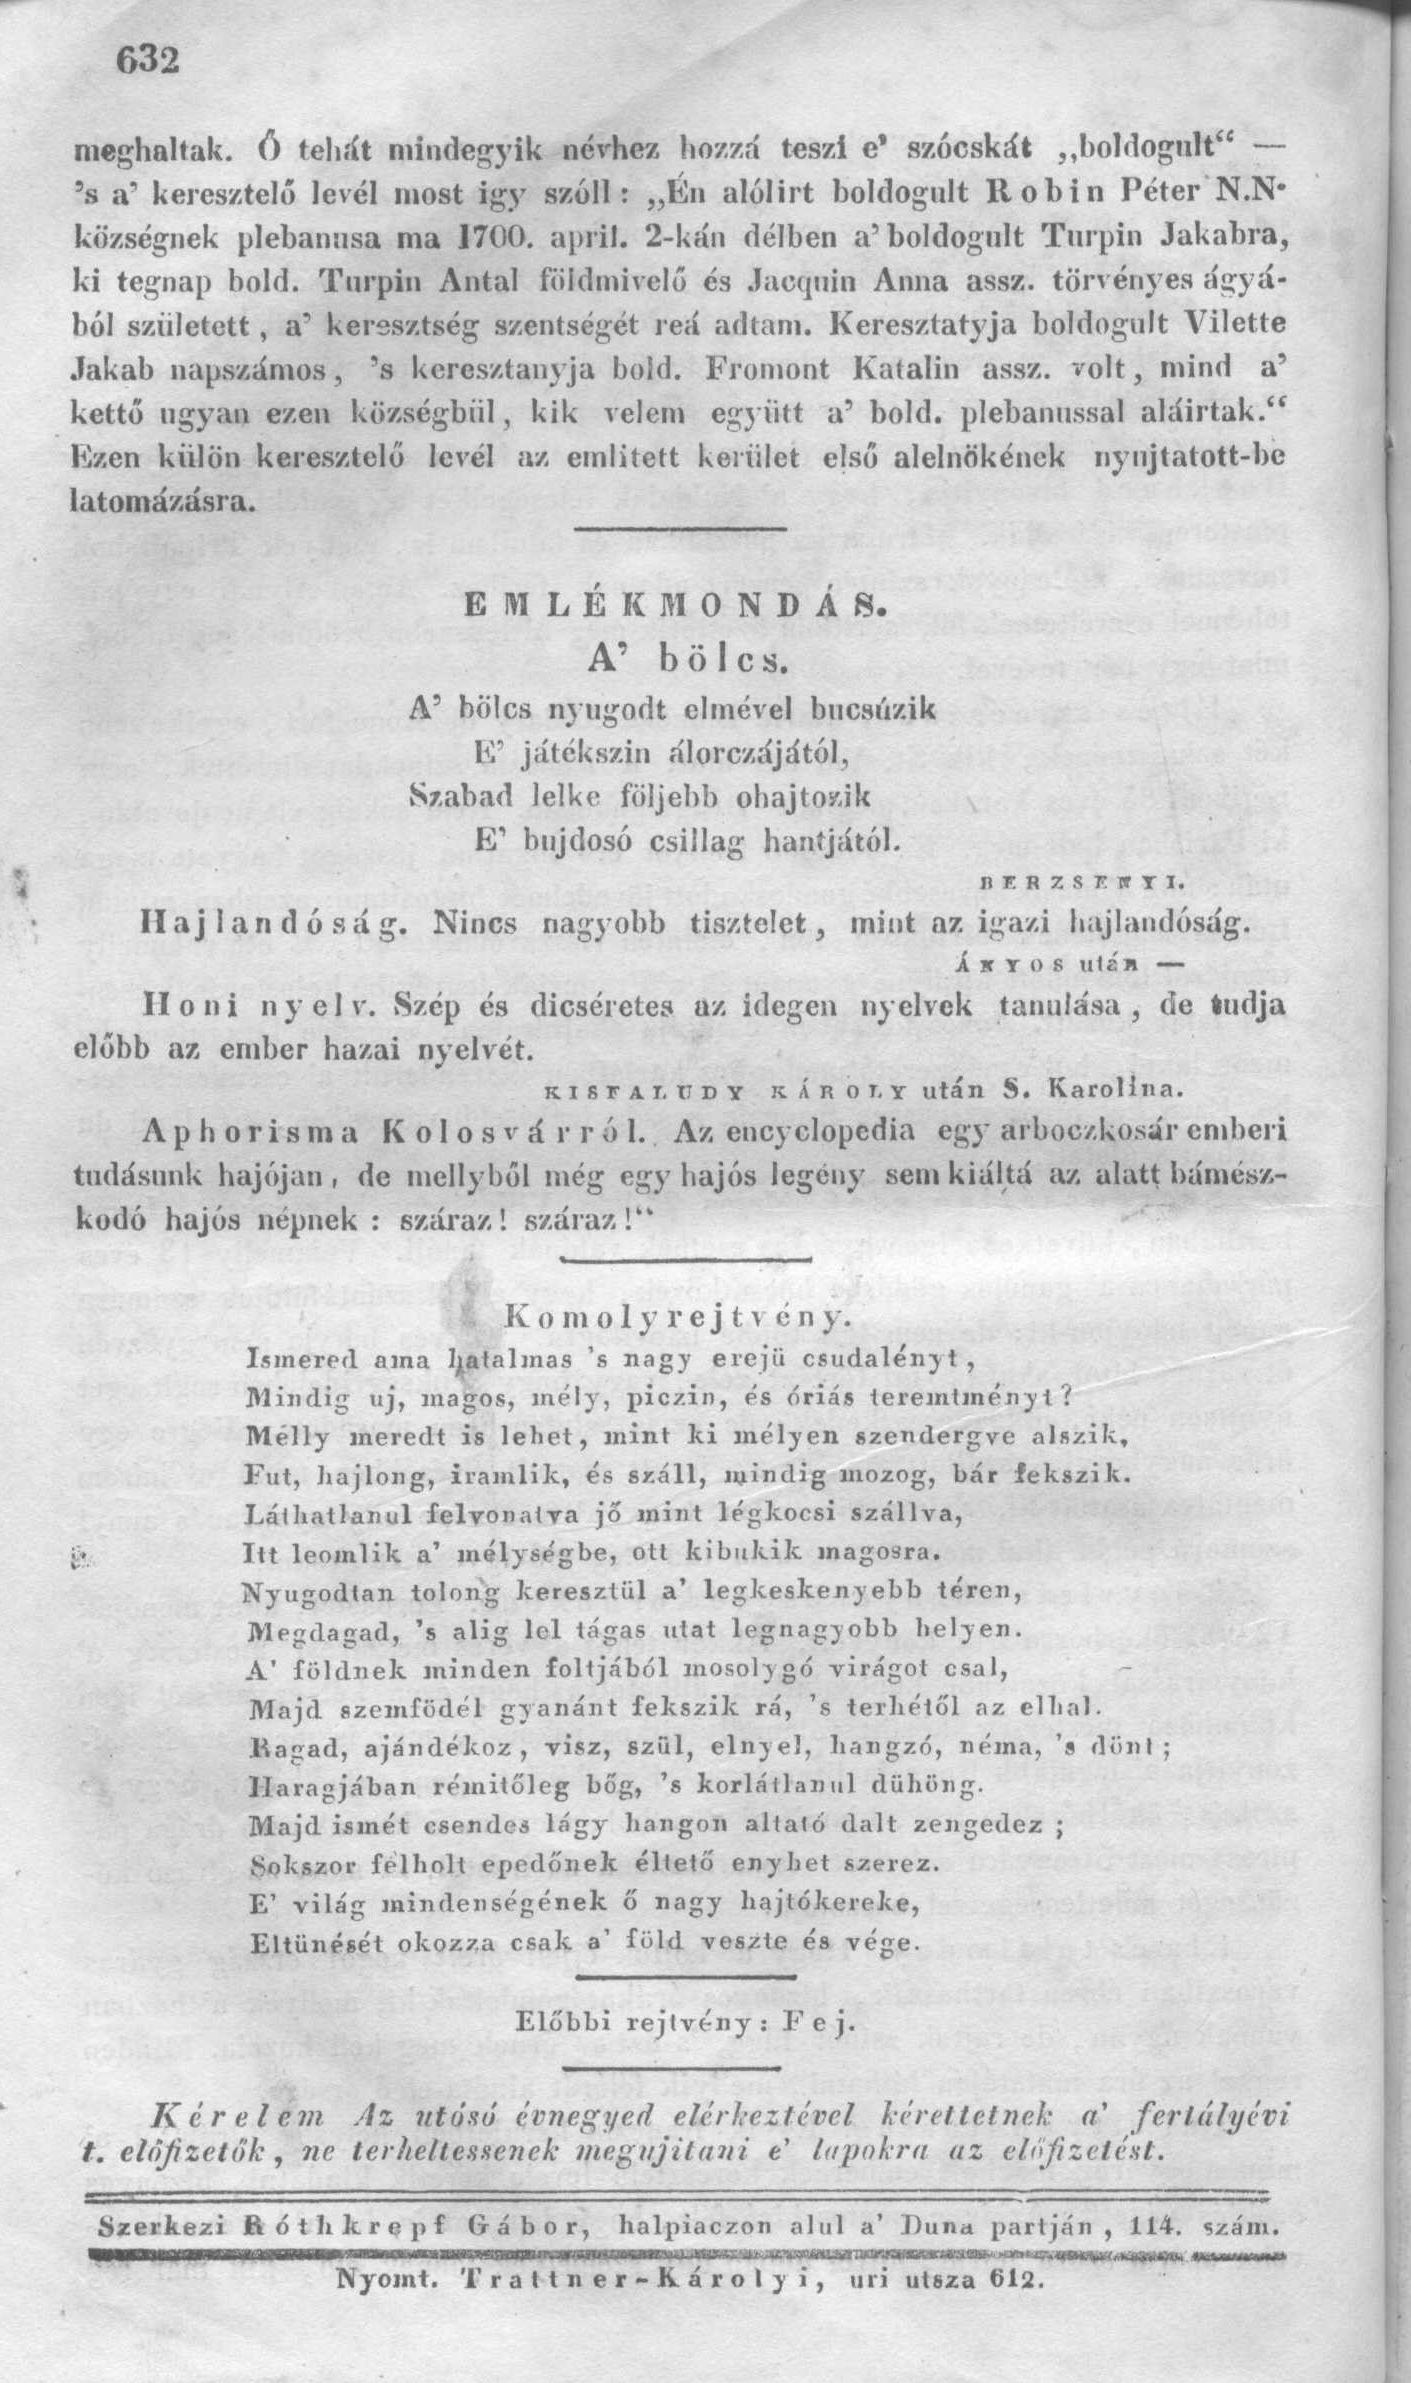 632
meghaltak. Ő tehát mindegyik névhez hozzá teszi e’ szócskát „boldogult“ —
’s a’ keresztelő levél most igy szóll: „Én alólirt boldogult Robin Péter N.N.
községnek plebanusa ma 1700. april. 2-kán délben a’ boldogult Turpin Jakabra,
ki tegnap bold. Turpin Antal földmivelő és Jacquin Anna assz. törvényes ágyá-
ból született, a’ keresztség szentségét reá adtam. Keresztatyja boldogult Vilette
Jakab napszámos, ’s keresztanyja bold. Fromont Katalin assz. volt, mind a’
kettő ugyan ezen községbül, kik velem együtt a’ bold. plebanussal aláirtak.“
Ezen külön keresztelő levél az emlitett kerület első alelnökének nyujtatott-be
latomázásra.
EMLÉKMONDÁS.
A’ bölcs.
A’ bölcs nyugodt elmével bucsúzik
E’ játékszin álorczájától,
Szabad lelke följebb ohajtozik
E’ bujdosó csillag hantjától.
BERZSENYI.
Hajlandóság. Nincs nagyobb tisztelet, mint az igazi hajlandóság.
ÁNYOS után —
Honi nyelv. Szép és dicséretes az idegen nyelvek tanulása, de tudja
előbb az ember hazai nyelvét.
KISFALUDY KÁROLY után S. Karolina.
Aphorisma Kolosvárról. Az encyclopedia egy arboczkosár emberi
tudásunk hajóján, de mellyből még egy hajós legény sem kiáltá az alatt bámész-
kodó hajós népnek: száraz! száraz!“
Komolyrejtvény.
Ismered ama hatalmas ’s nagy erejü csudalényt,
Mindig uj, magos, mély, piczin, és óriás teremtményt?
Melly meredt is lehet, mint ki mélyen szendergve alszik,
Fut, hajlong, iramlik, és száll, mindig mozog, bár fekszik.
Láthatlanul felvonatva jő mint légkocsi szállva,
Itt leomlik a’ mélységbe, ott kibukik magosra.
Nyugodtan tolong keresztül a’ legkeskenyebb téren,
Megdagad, ’s alig lel tágas utat legnagyobb helyen.
A’ földnek minden foltjából mosolygó virágot csal,
Majd szemfödél gyanánt fekszik rá, ’s terhétől az elhal.
Ragad, ajándékoz, visz, szül, elnyel, hangzó, néma, ’s dönt;
Haragjában rémitőleg bőg, ’s korlátlanul dühöng.
Majd ismét csendes lágy hangon altató dalt zengedez;
Sokszor félholt epedőnek éltető enyhet szerez.
E’ világ mindenségének ő nagy hajtókereke,
Eltünését okozza csak a’ föld veszte és vége.
Előbbi rejtvény: Fej.
Kérelem Az utósó évnegyed elérkeztével kérettetnek a’ fertályévi
t. előfizetők, ne terheltessenek megujitani e’ lapokra az előfizetést.
Szerkezi Róthkrepf Gábor, halpiaczon alul a’ Duna partján, 114. szám.
Nyomt. Trattner-Károlyi, uri utsza 612.